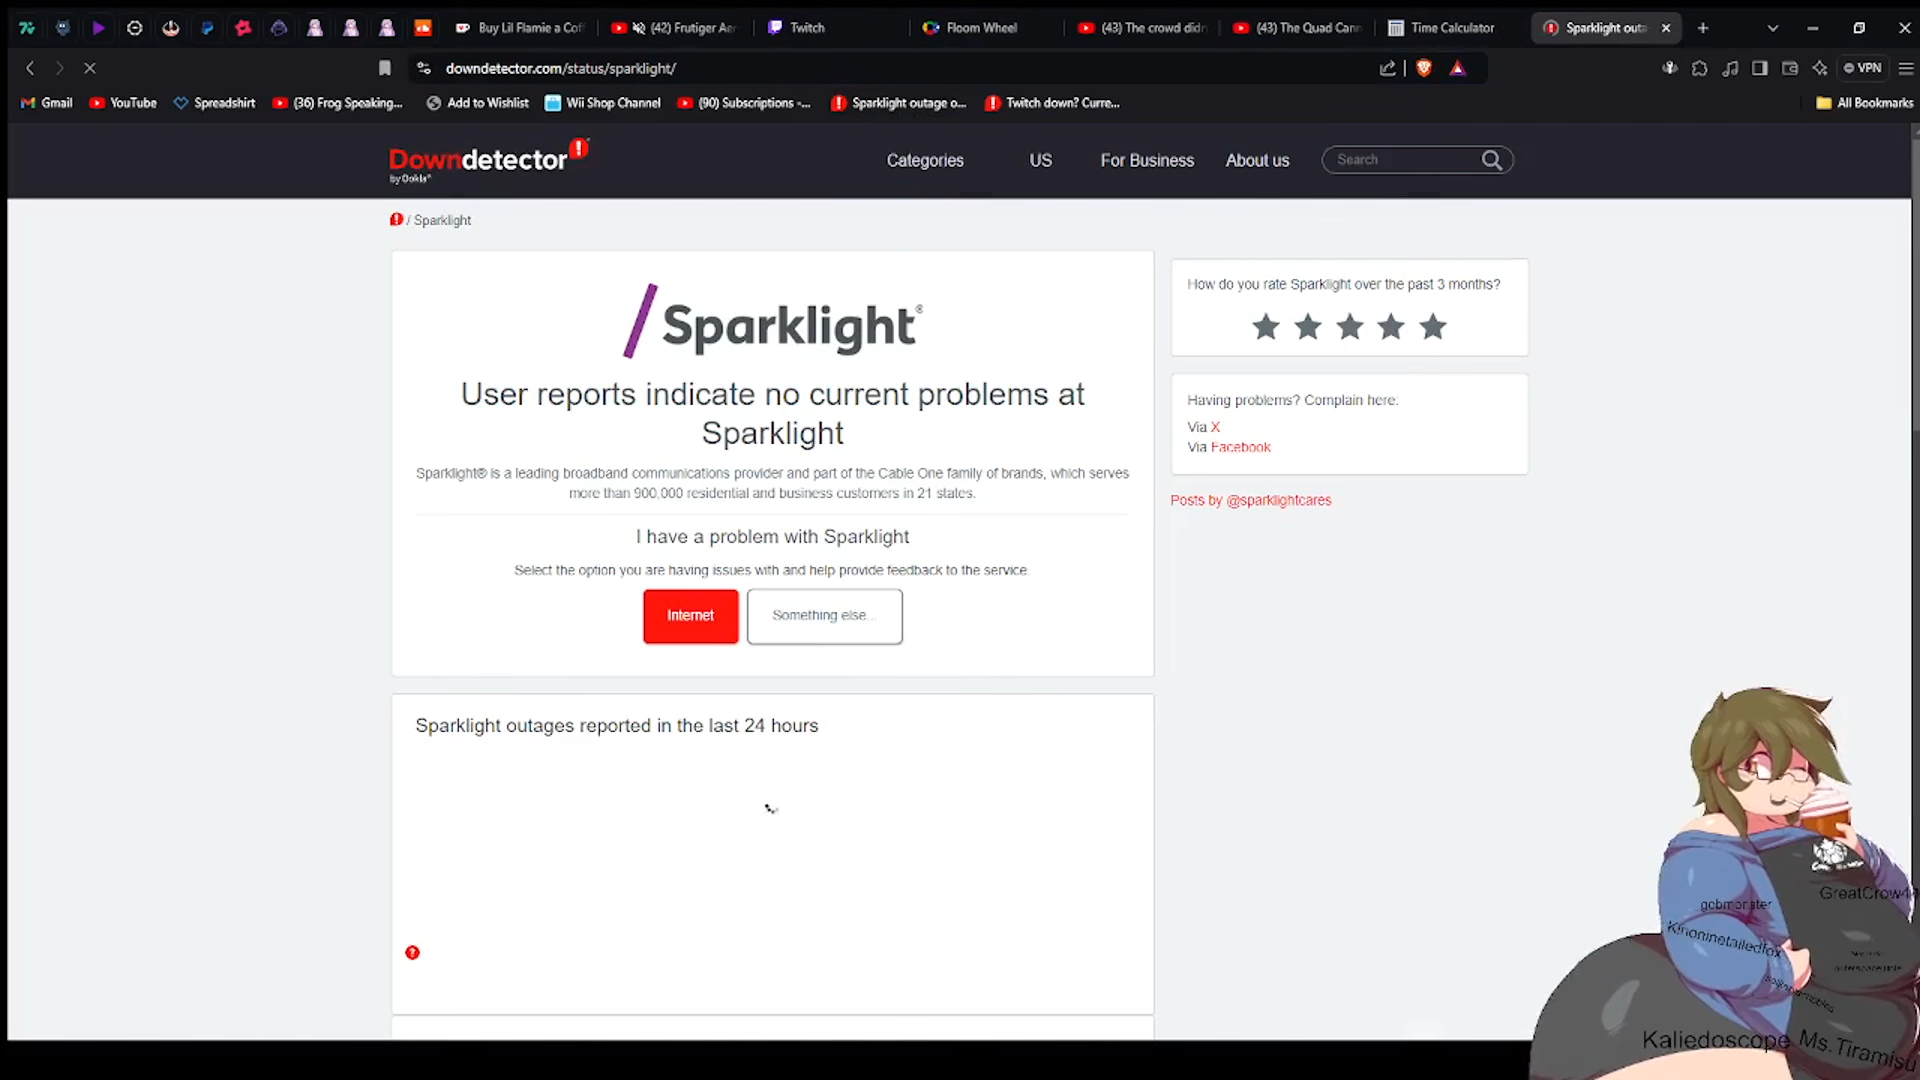 Buy Lil Flamie a Cof
(42) Frutiger Aer
Twitch
Floom Wheel
(43) The crowd didn
(43) The Quad Cann
Time Calculator
Sparklight outa
downdetector.com/status/sparklight/
VPN
Gmail
YouTube
Spreadshirt
(36) Frog Speaking...
Add to Wishlist
Wii Shop Channel
(90) Subscriptions -...
Sparklight outage o...
Twitch down? Curre...
All Bookmarks
Downdetector
by Ookla
Categories
US
For Business
About us
Search
/ Sparklight
Sparklight®
User reports indicate no current problems at
Sparklight
Sparklight® is a leading broadband communications provider and part of the Cable One family of brands, which serves
more than 900,000 residential and business customers in 21 states.
I have a problem with Sparklight
Select the option you are having issues with and help provide feedback to the service.
Internet
Something else...
Sparklight outages reported in the last 24 hours
How do you rate Sparklight over the past 3 months?
Having problems? Complain here.
Via X
Via Facebook
Posts by @sparklightcares
GreatCrow44
gobmonster
Kihoninetailedfox
Kaliedoscope
Ms.Tiramisu